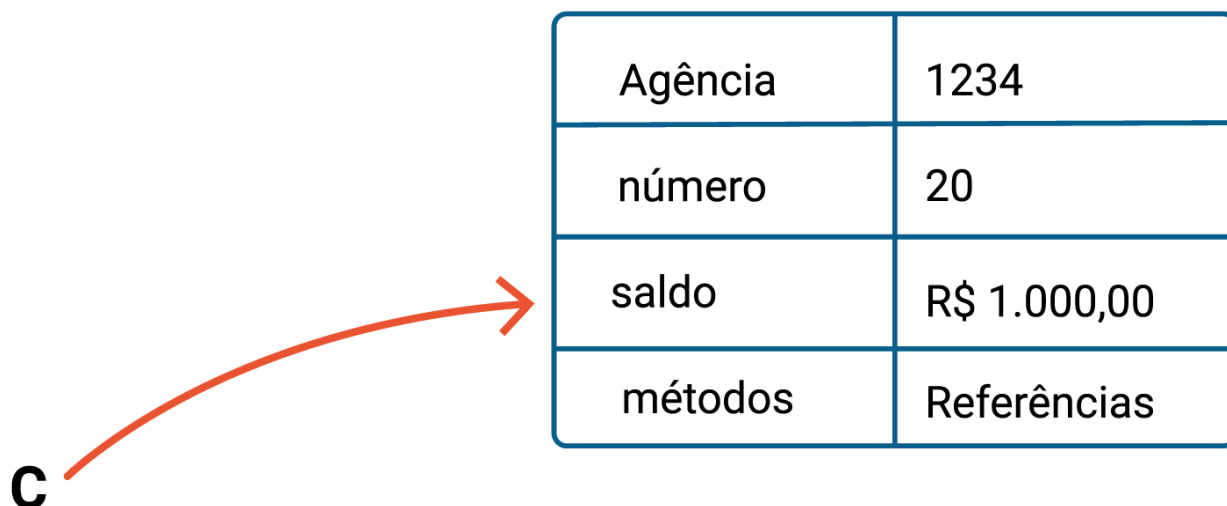 Agência 1234
número 20
saldo R$ 1.000,00
métodos Referências
C